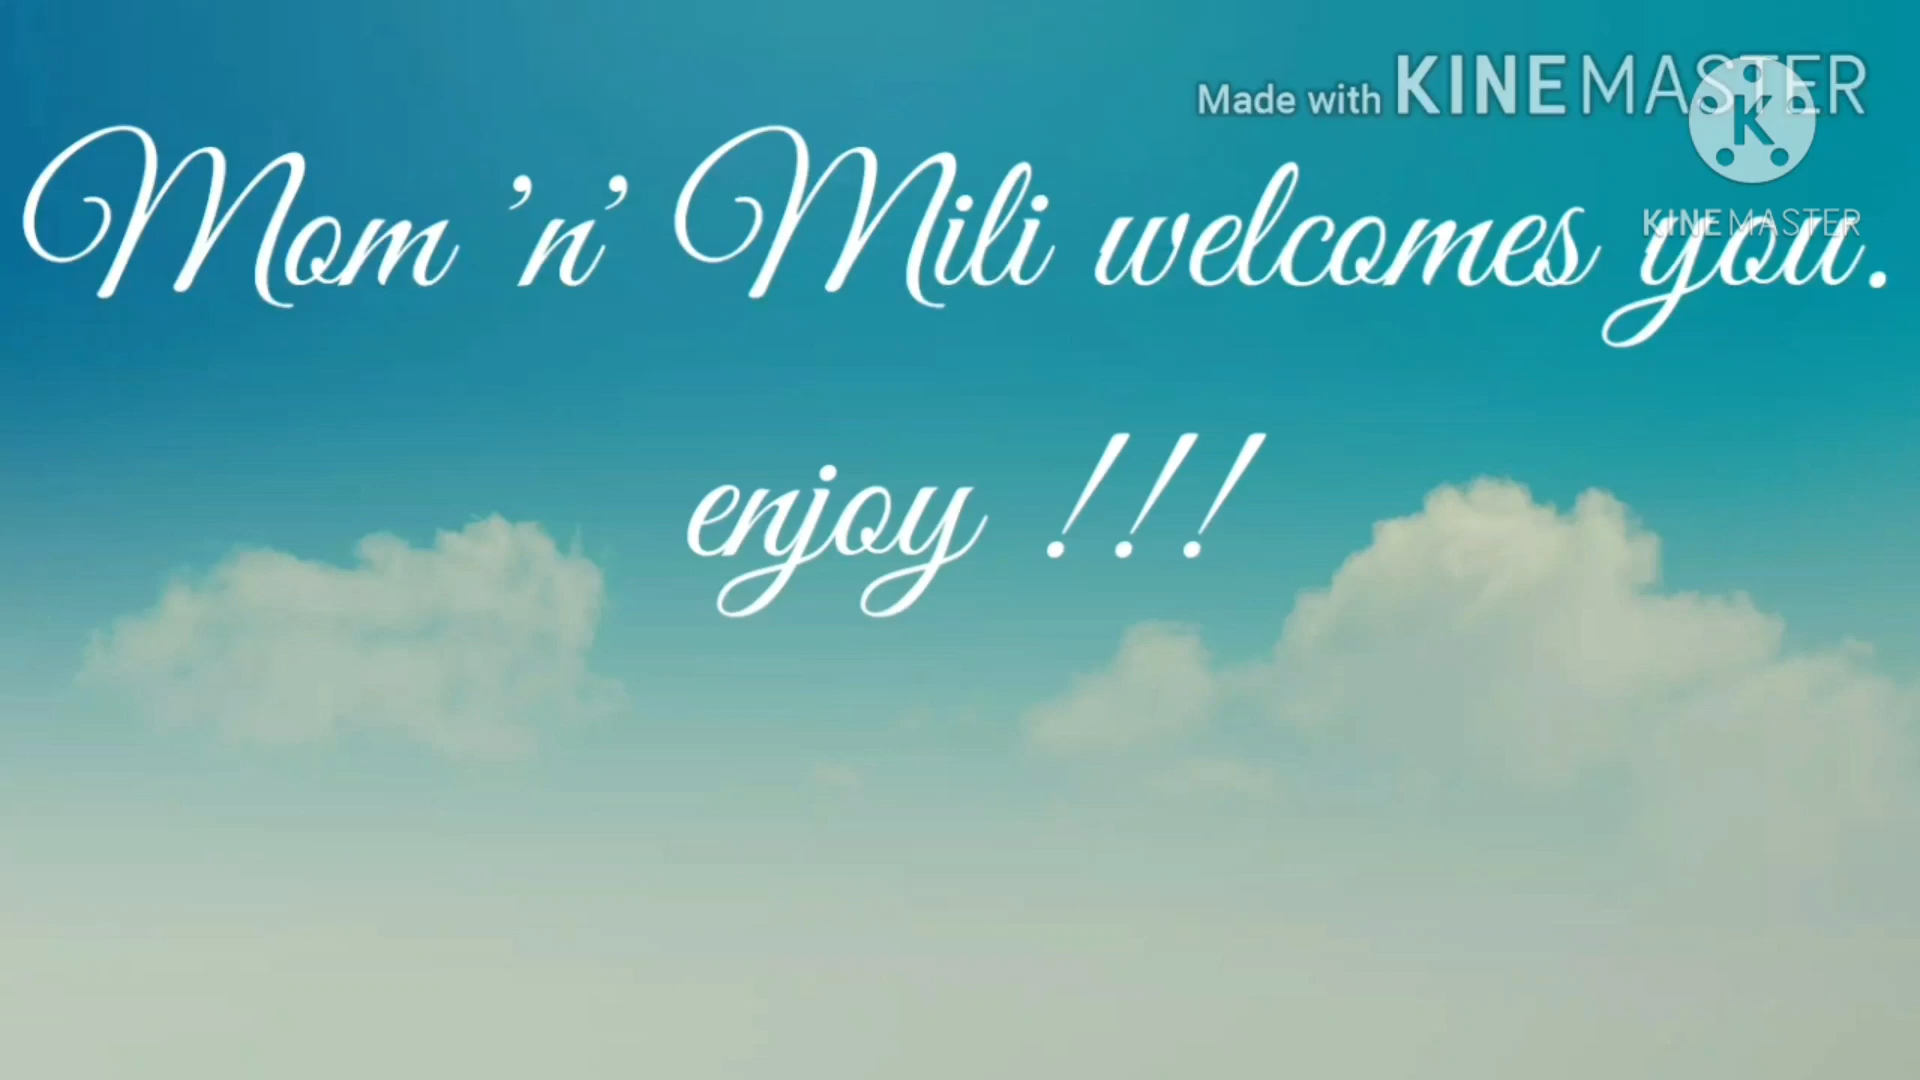 Made with KINEMASTER
K
KINEMASTER
Mom 'n' Mili welcomes you.
enjoy !!!